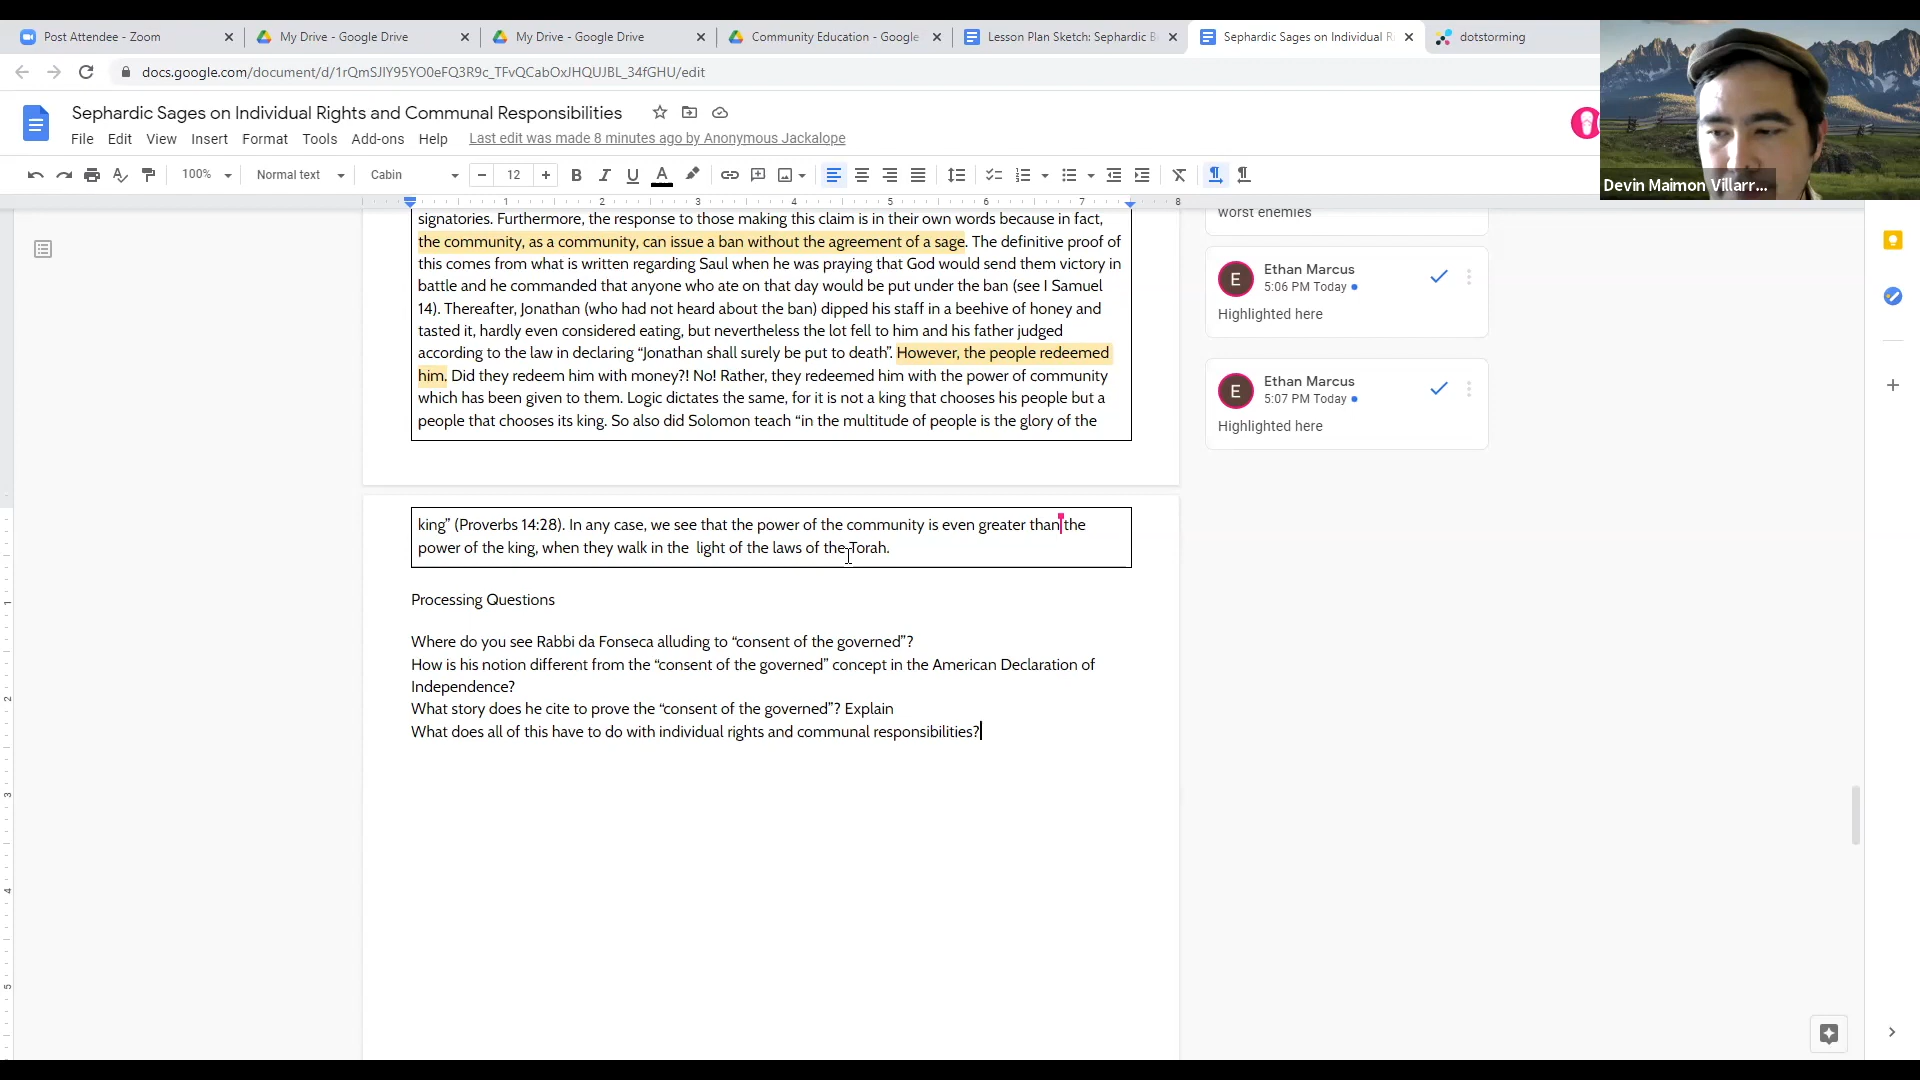 Post Attendee - Zoom
My Drive - Google Drive
My Drive - Google Drive
Community Education - Google
Lesson Plan Sketch: Sephardic B
Sephardic Sages on Individual R
dotstorming
docs.google.com/document/d/1rQmSJlY95YO0eFQ3R9c_TFvQCabOxJHQUJBL_34fGHU/edit
Sephardic Sages on Individual Rights and Communal Responsibilities
File Edit View Insert Format Tools Add-ons Help Last edit was made 8 minutes ago by Anonymous Jackalope
100% Normal text Cabin 12
Devin Maimon Villarr...
1 2 3 4 5 6 7 8
signatories. Furthermore, the response to those making this claim is in their own words because in fact,
the community, as a community, can issue a ban without the agreement of a sage. The definitive proof of
this comes from what is written regarding Saul when he was praying that God would send them victory in
battle and he commanded that anyone who ate on that day would be put under the ban (see I Samuel
14). Thereafter, Jonathan (who had not heard about the ban) dipped his staff in a beehive of honey and
tasted it, hardly even considered eating, but nevertheless the lot fell to him and his father judged
according to the law in declaring “Jonathan shall surely be put to death”. However, the people redeemed
him. Did they redeem him with money?! No! Rather, they redeemed him with the power of community
which has been given to them. Logic dictates the same, for it is not a king that chooses his people but a
people that chooses its king. So also did Solomon teach “in the multitude of people is the glory of the
king” (Proverbs 14:28). In any case, we see that the power of the community is even greater than the
power of the king, when they walk in the  light of the laws of the Torah.
Processing Questions
Where do you see Rabbi da Fonseca alluding to “consent of the governed”?
How is his notion different from the “consent of the governed” concept in the American Declaration of
Independence?
What story does he cite to prove the “consent of the governed”? Explain
What does all of this have to do with individual rights and communal responsibilities?
worst enemies
E
Ethan Marcus
5:06 PM Today
Highlighted here
E
Ethan Marcus
5:07 PM Today
Highlighted here
1
2
3
4
5